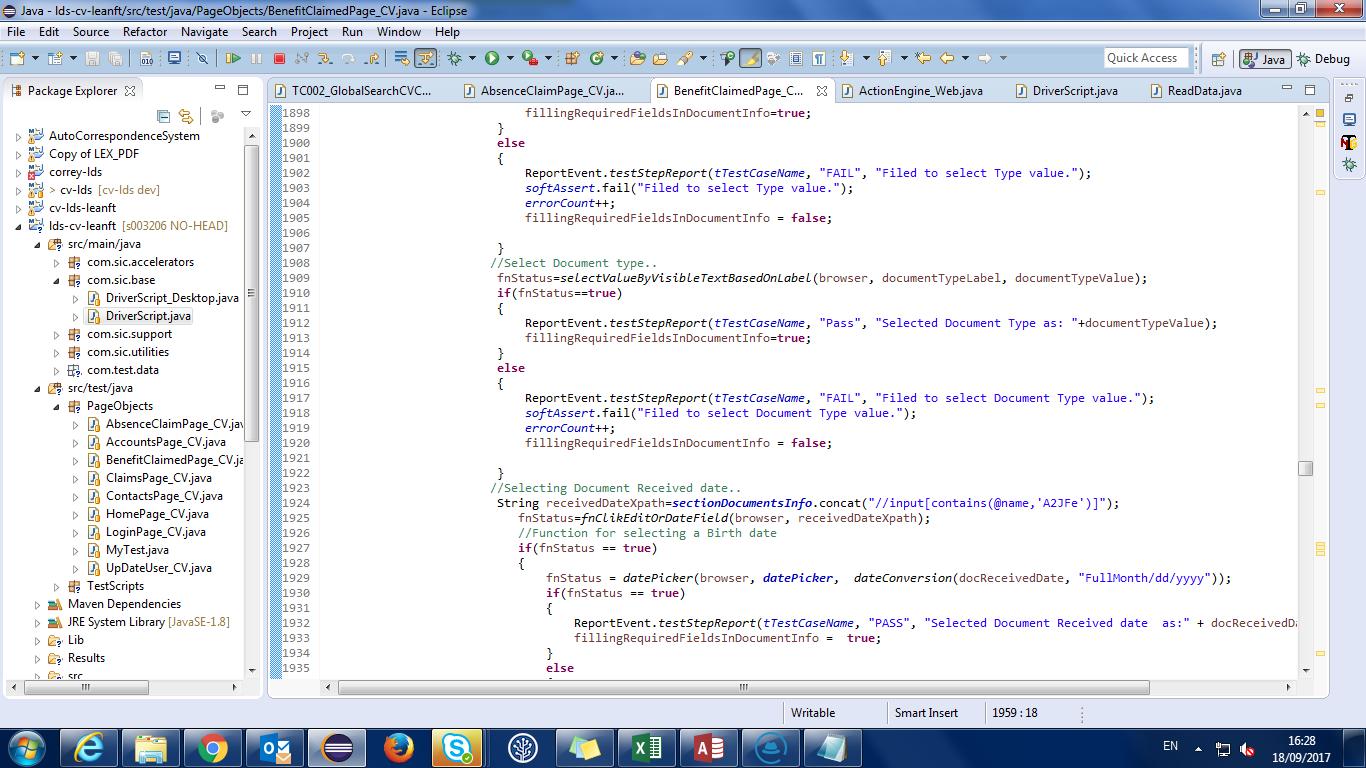 Java - lds-cv-leanft/src/test/java/PageObjects/BenefitClaimedPage_CV.java - Eclipse
File Edit Source Refactor Navigate Search Project Run Window Help
Quick Access Java Debug
Package Explorer
AutoCorrespondenceSystem
Copy of LEX_PDF
correy-lds
> cv-lds [cv-lds dev]
cv-lds-leanft
lds-cv-leanft [s003206 NO-HEAD]
src/main/java
com.sic.accelerators
com.sic.base
DriverScript_Desktop.java
DriverScript.java
com.sic.support
com.sic.utilities
com.test.data
src/test/java
PageObjects
AbsenceClaimPage_CV.jav
AccountsPage_CV.java
BenefitClaimedPage_CV.ja
ClaimsPage_CV.java
ContactsPage_CV.java
HomePage_CV.java
LoginPage_CV.java
MyTest.java
UpDateUser_CV.java
TestScripts
Maven Dependencies
JRE System Library [JavaSE-1.8]
Lib
Results
src
TC002_GlobalSearchCVC... AbsenceClaimPage_CV.ja... BenefitClaimedPage_C... ActionEngine_Web.java DriverScript.java ReadData.java
1898 fillingRequiredFieldsInDocumentInfo=true;
1899 }
1900 else
1901 {
1902 ReportEvent.testStepReport(tTestCaseName, "FAIL", "Filed to select Type value.");
1903 softAssert.fail("Filed to select Type value.");
1904 errorCount++;
1905 fillingRequiredFieldsInDocumentInfo = false;
1906
1907 }
1908 //Select Document type..
1909 fnStatus=selectValueByVisibleTextBasedOnLabel(browser, documentTypeLabel, documentTypeValue);
1910 if(fnStatus==true)
1911 {
1912 ReportEvent.testStepReport(tTestCaseName, "Pass", "Selected Document Type as: "+documentTypeValue);
1913 fillingRequiredFieldsInDocumentInfo=true;
1914 }
1915 else
1916 {
1917 ReportEvent.testStepReport(tTestCaseName, "FAIL", "Filed to select Document Type value.");
1918 softAssert.fail("Filed to select Document Type value.");
1919 errorCount++;
1920 fillingRequiredFieldsInDocumentInfo = false;
1921
1922 }
1923 //Selecting Document Received date..
1924 String receivedDateXpath=sectionDocumentsInfo.concat("//input[contains(@name,'A2JFe')]");
1925 fnStatus=fnClikEditOrDateField(browser, receivedDateXpath);
1926 //Function for selecting a Birth date
1927 if(fnStatus == true)
1928 {
1929 fnStatus = datePicker(browser, datePicker, dateConversion(docReceivedDate, "FullMonth/dd/yyyy"));
1930 if(fnStatus == true)
1931 {
1932 ReportEvent.testStepReport(tTestCaseName, "PASS", "Selected Document Received date as:" + docReceivedDa
1933 fillingRequiredFieldsInDocumentInfo = true;
1934 }
1935 else
Writable Smart Insert 1959 : 18
EN 16:28
18/09/2017